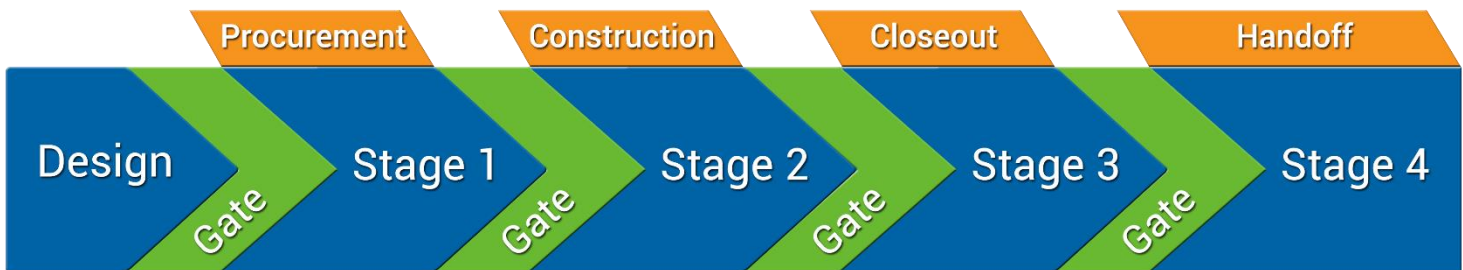 Procurement
Construction
Closeout
Handoff
Design
Gate
Stage 1
Gate
Stage 2
Gate
Stage 3
Gate
Stage 4